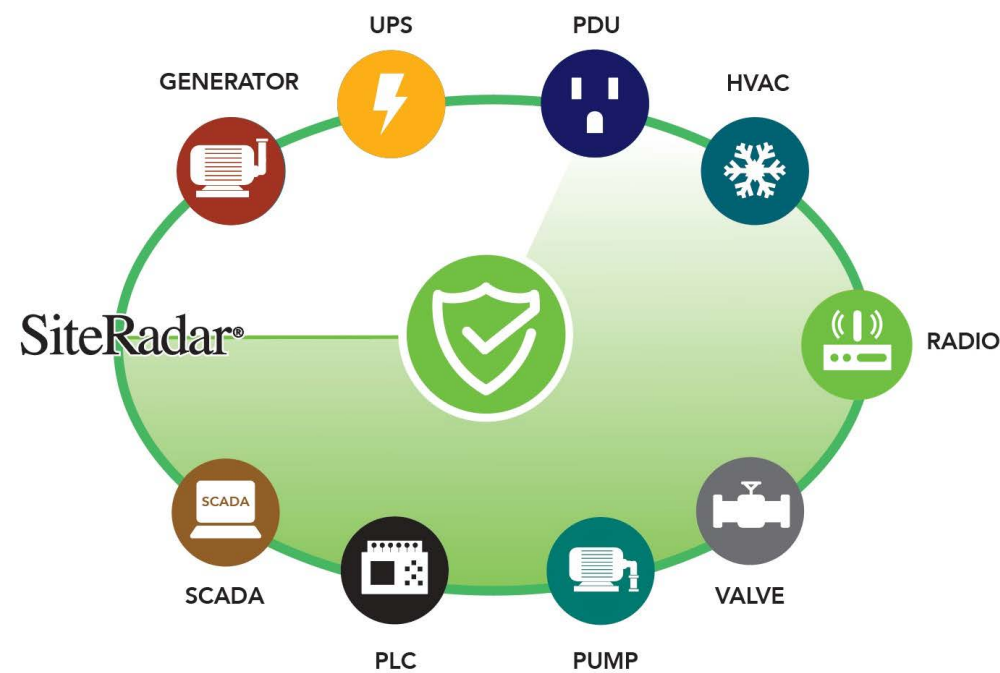 UPS
PDU
GENERATOR
HVAC
SiteRadar®
RADIO
SCADA
SCADA
VALVE
PLC
PUMP